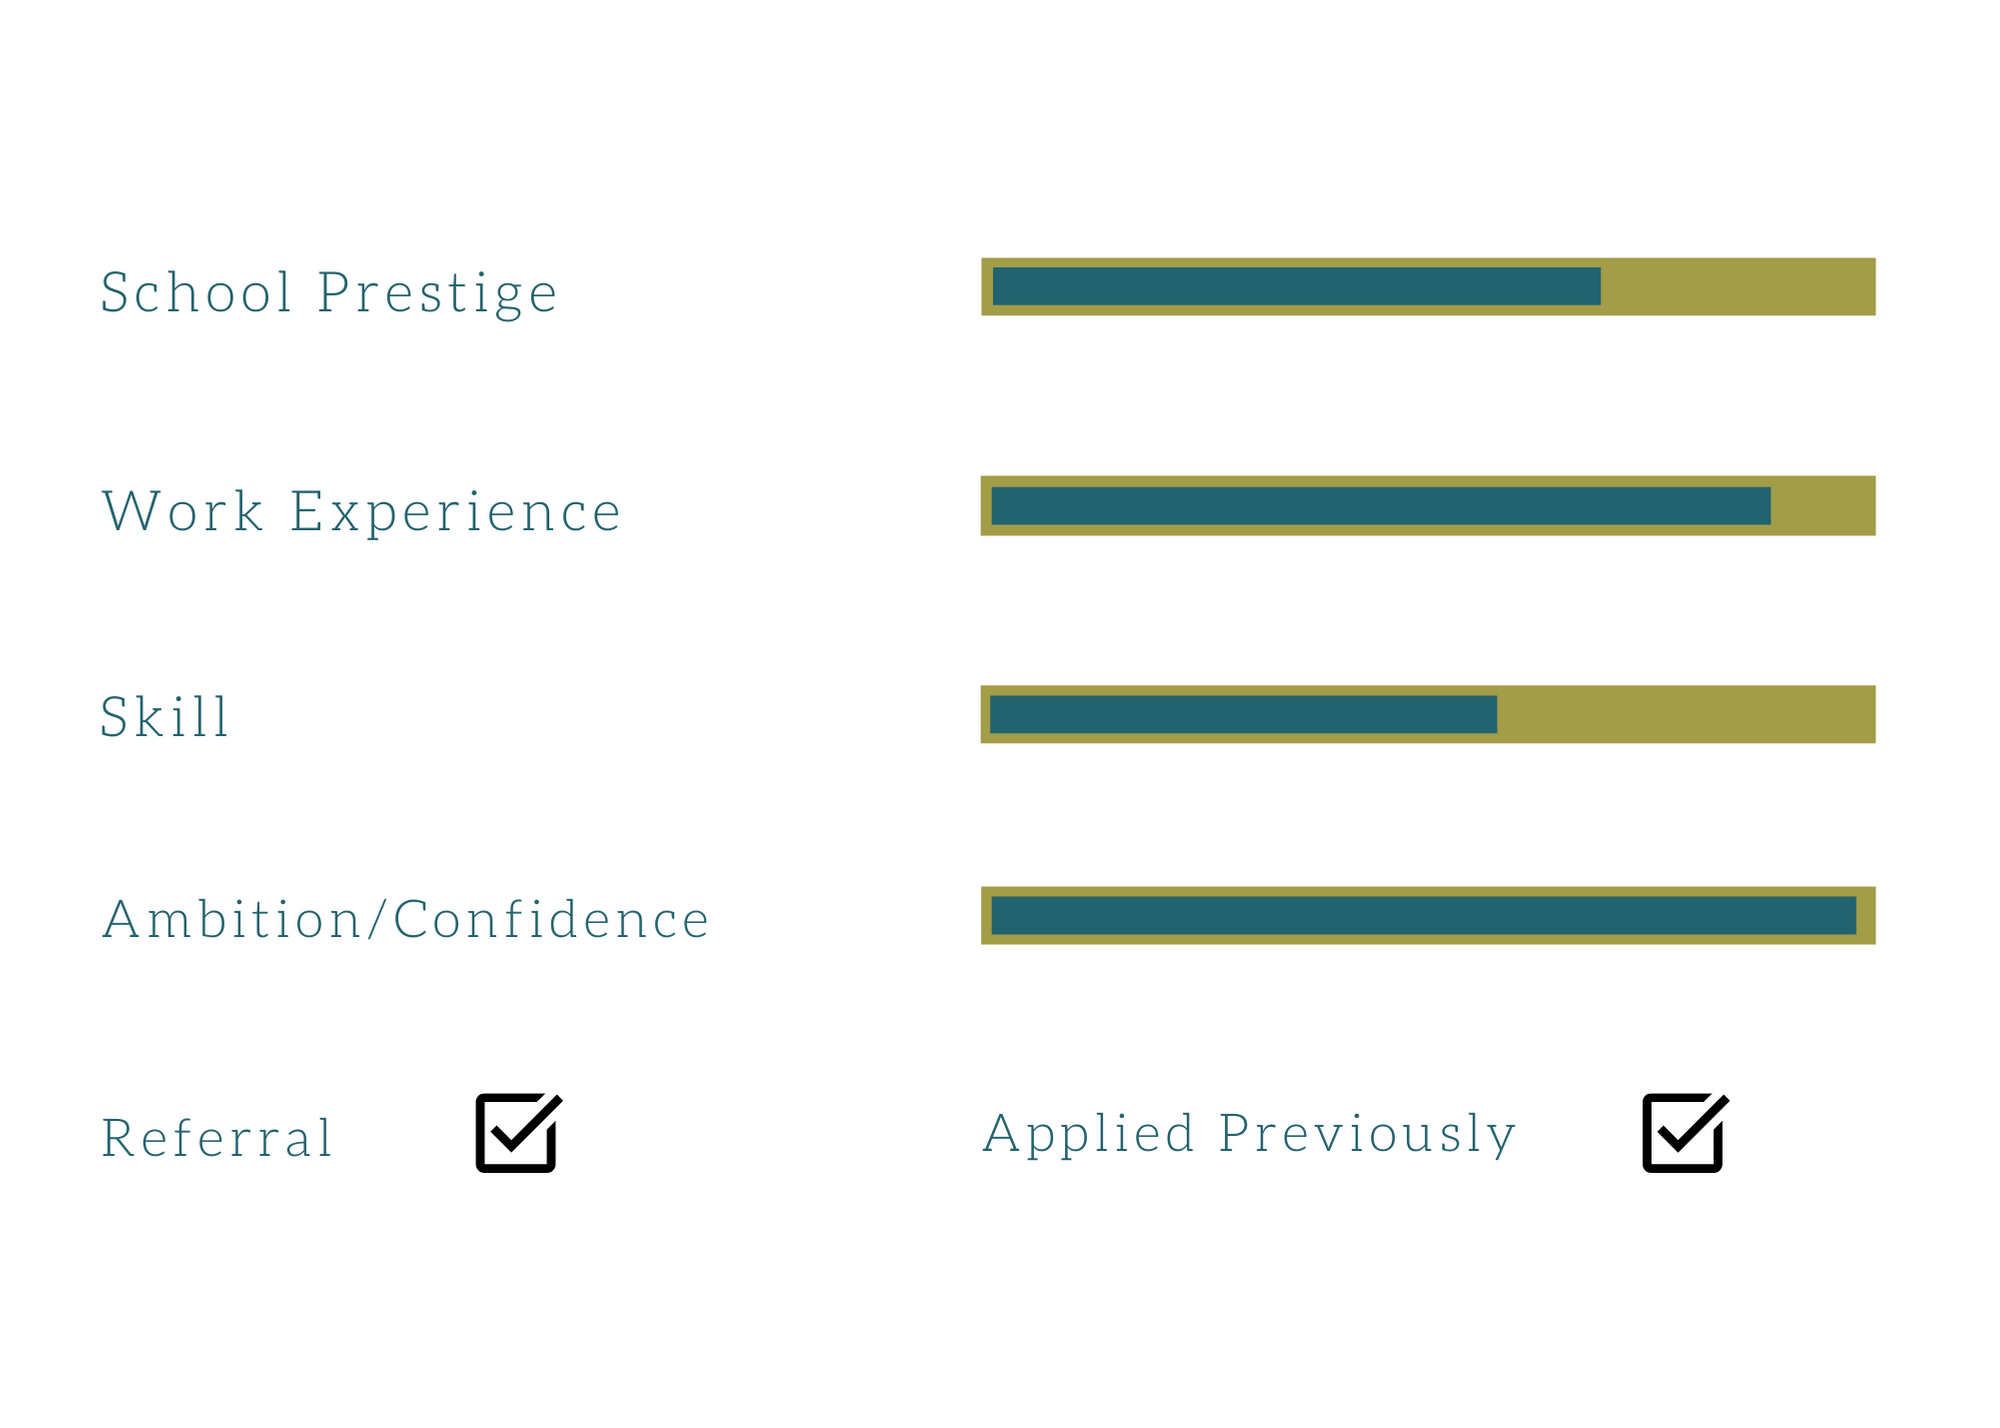 School Prestige
Work Experience
Skill
Ambition/Confidence
Referral
Applied Previously